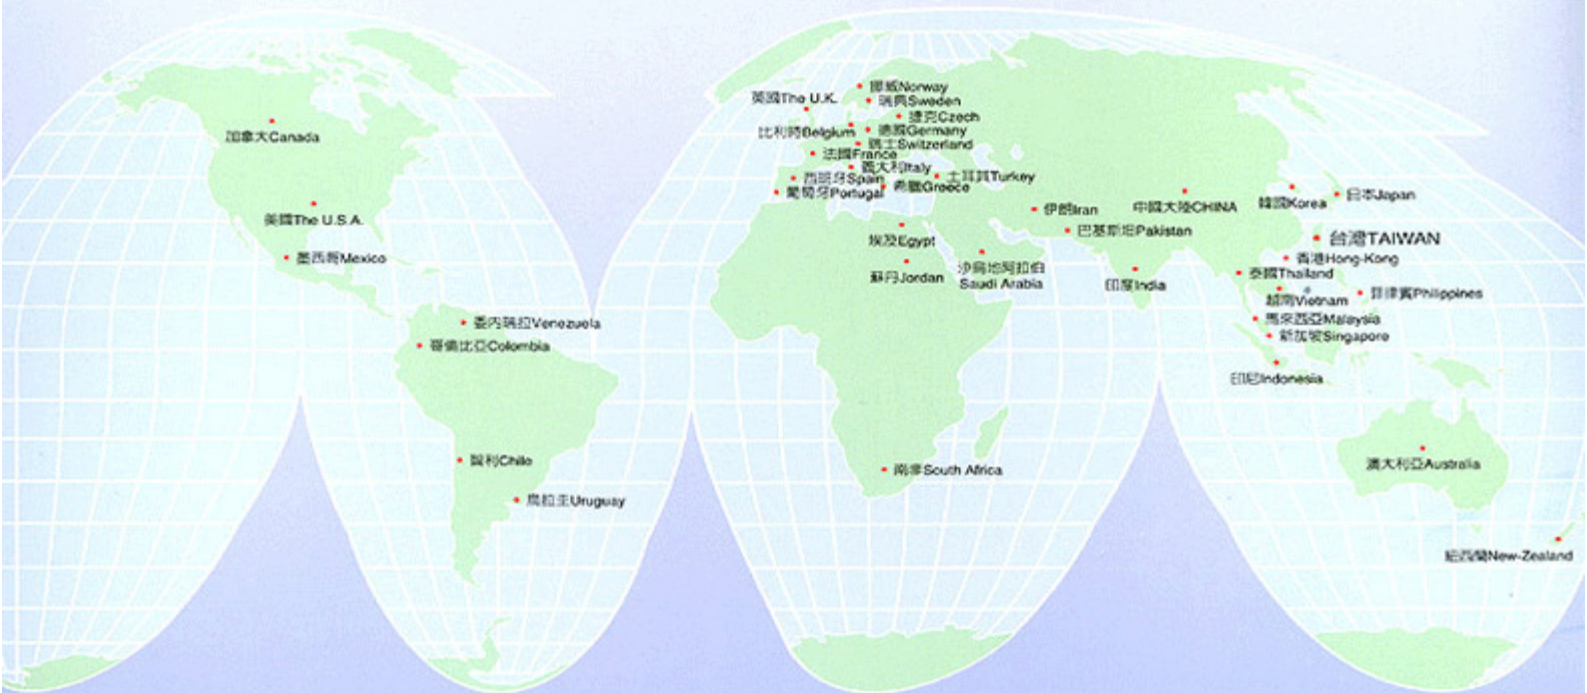 挪威Norway
英國The U.K.
瑞典Sweden
捷克Czech
比利時Belgium
德國Germany
加拿大Canada
瑞士Switzerland
法國France
義大利Italy
西班牙Spain
土耳其Turkey
葡萄牙Portugal
希臘Greece
日本Japan
韓國Korea
中國大陸CHINA
伊朗Iran
美國The U.S.A.
巴基斯坦Pakistan
埃及Egypt
台灣TAIWAN
墨西哥Mexico
香港Hong-Kong
沙烏地阿拉伯
Saudi Arabia
泰國Thailand
蘇丹Jordan
印度India
菲律賓Philippines
越南Vietnam
馬來西亞Malaysia
委內瑞拉Venezuela
新加坡Singapore
哥倫比亞Colombia
印尼Indonesia
智利Chile
澳大利亞Australia
南非South Africa
烏拉圭Uruguay
紐西蘭New-Zealand